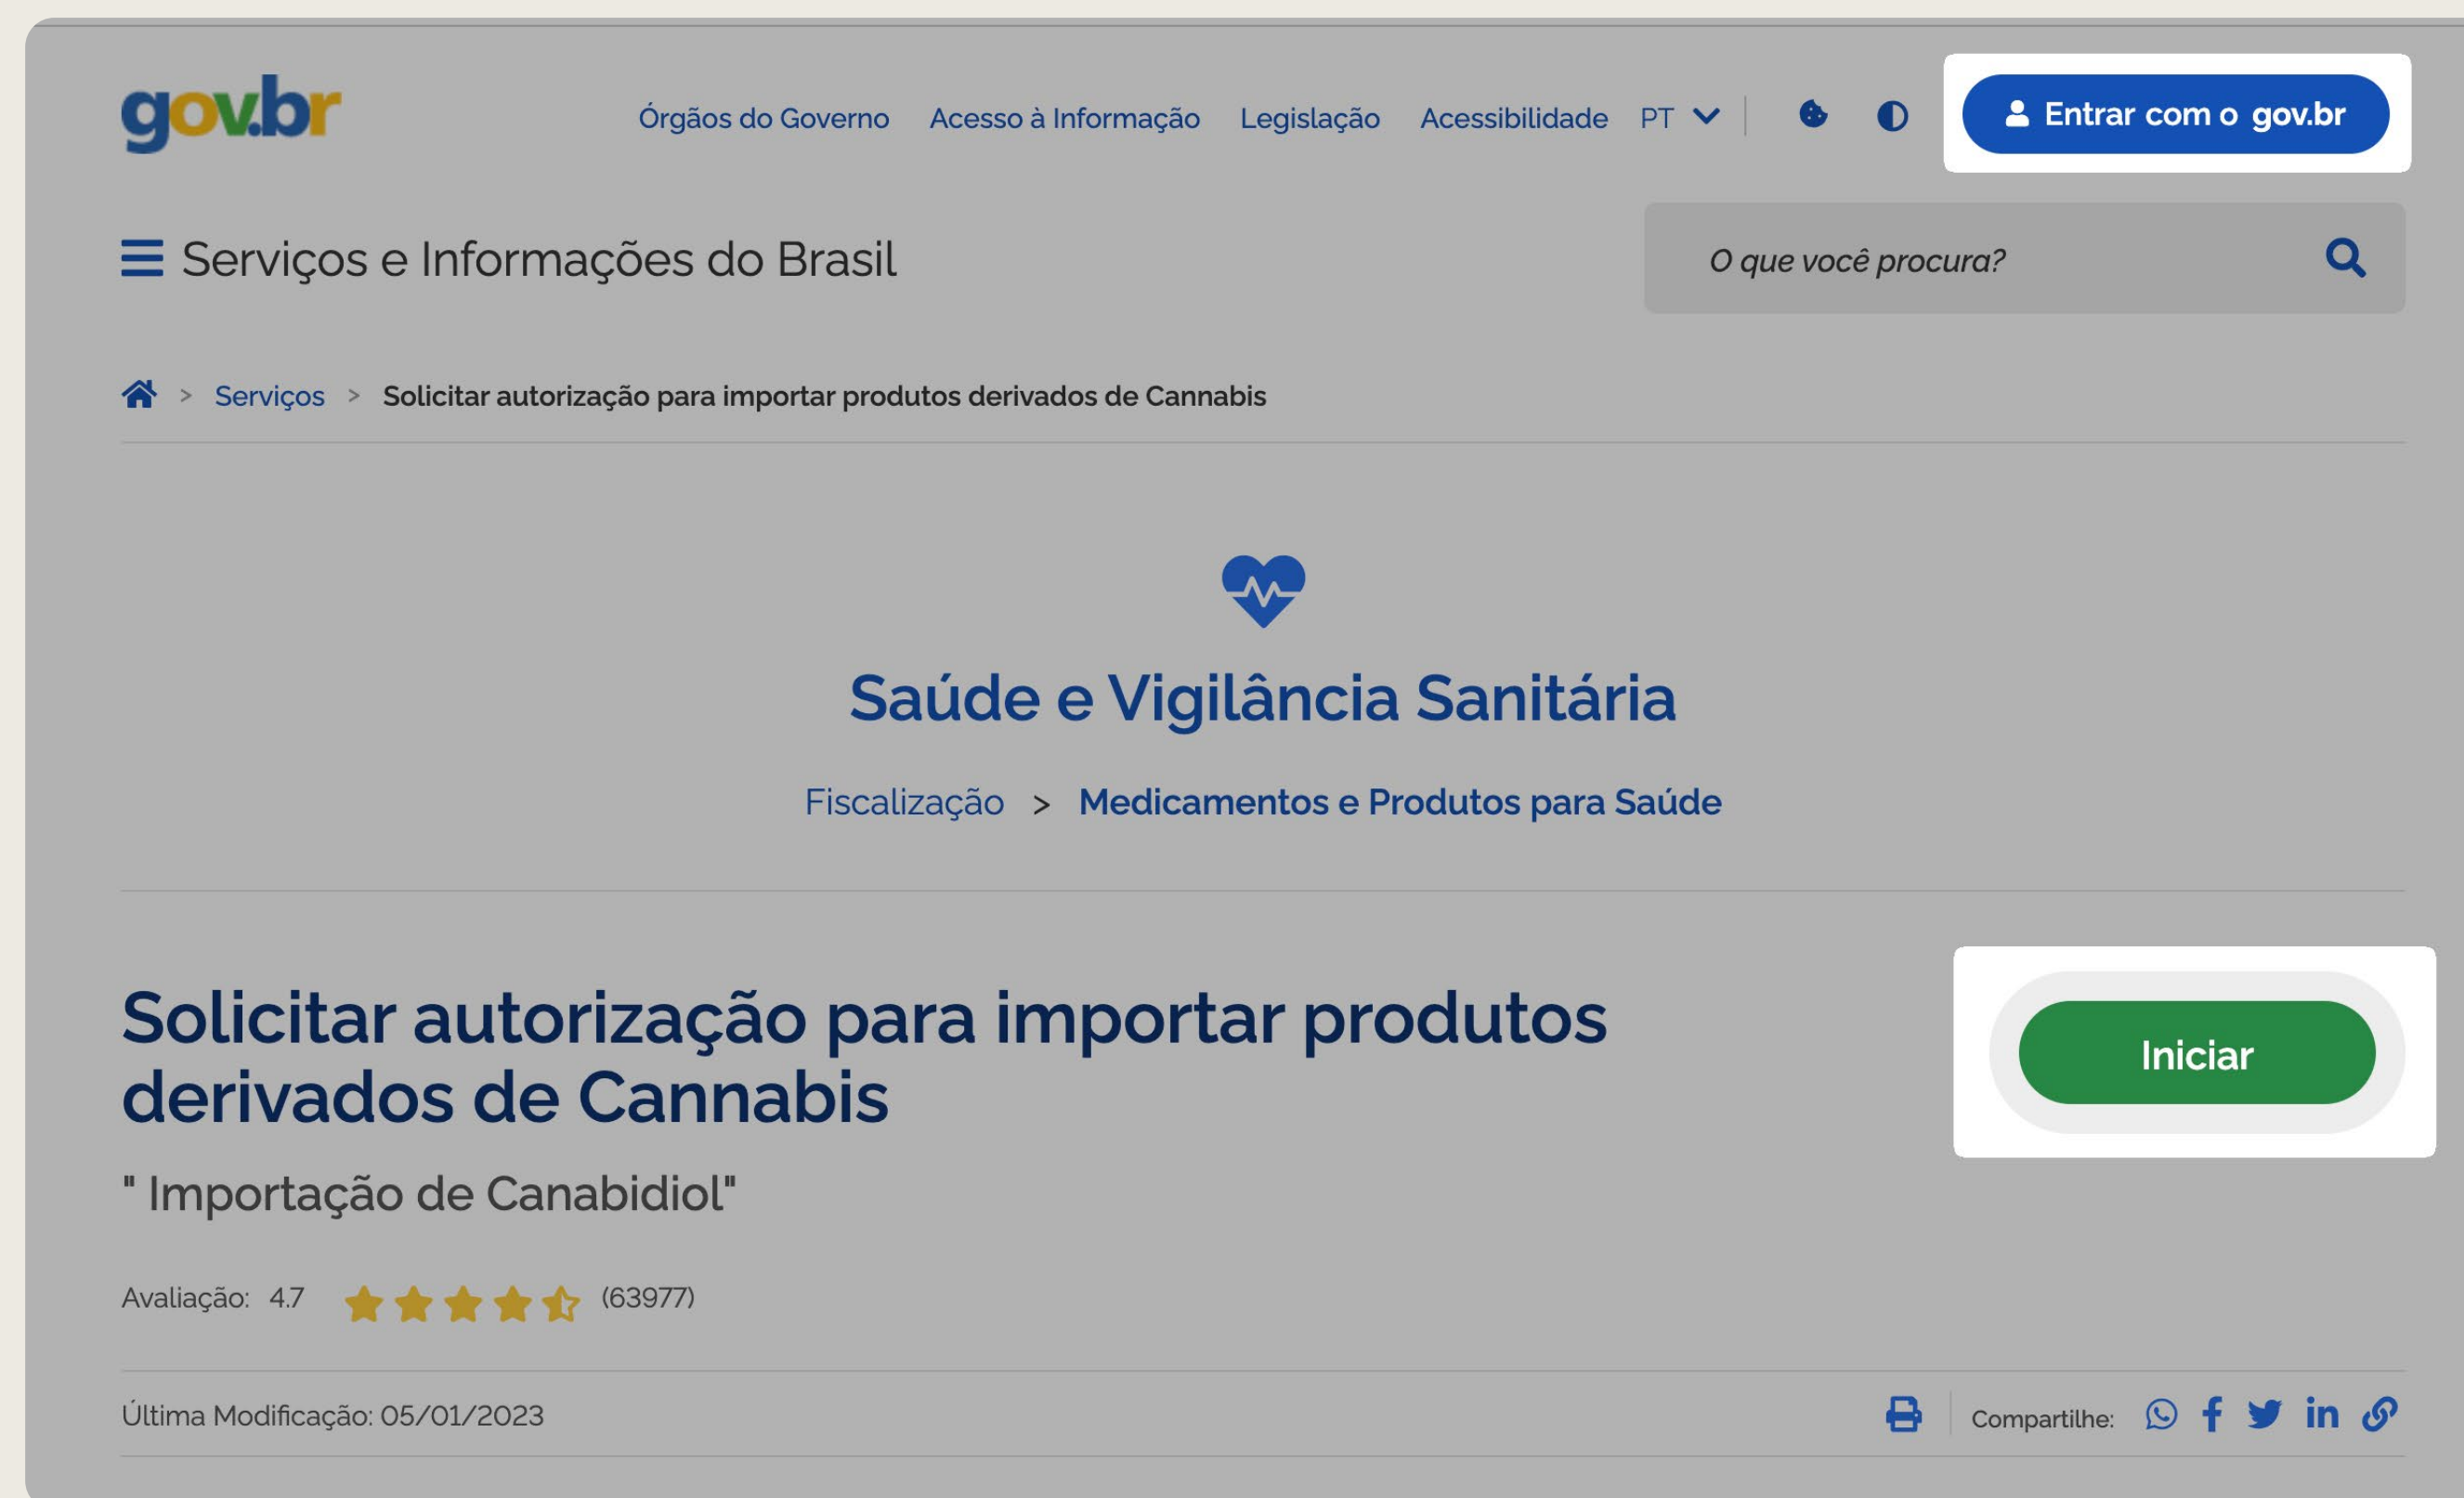 gov.br
Órgãos do Governo Acesso à Informação Legislação Acessibilidade PT
Entrar com o gov.br
Serviços e Informações do Brasil
O que você procura?
> Serviços > Solicitar autorização para importar produtos derivados de Cannabis
Saúde e Vigilância Sanitária
Fiscalização > Medicamentos e Produtos para Saúde
Solicitar autorização para importar produtos
derivados de Cannabis
Iniciar
" Importação de Canabidiol"
Avaliação: 4.7 (63977)
Última Modificação: 05/01/2023
Compartilhe: